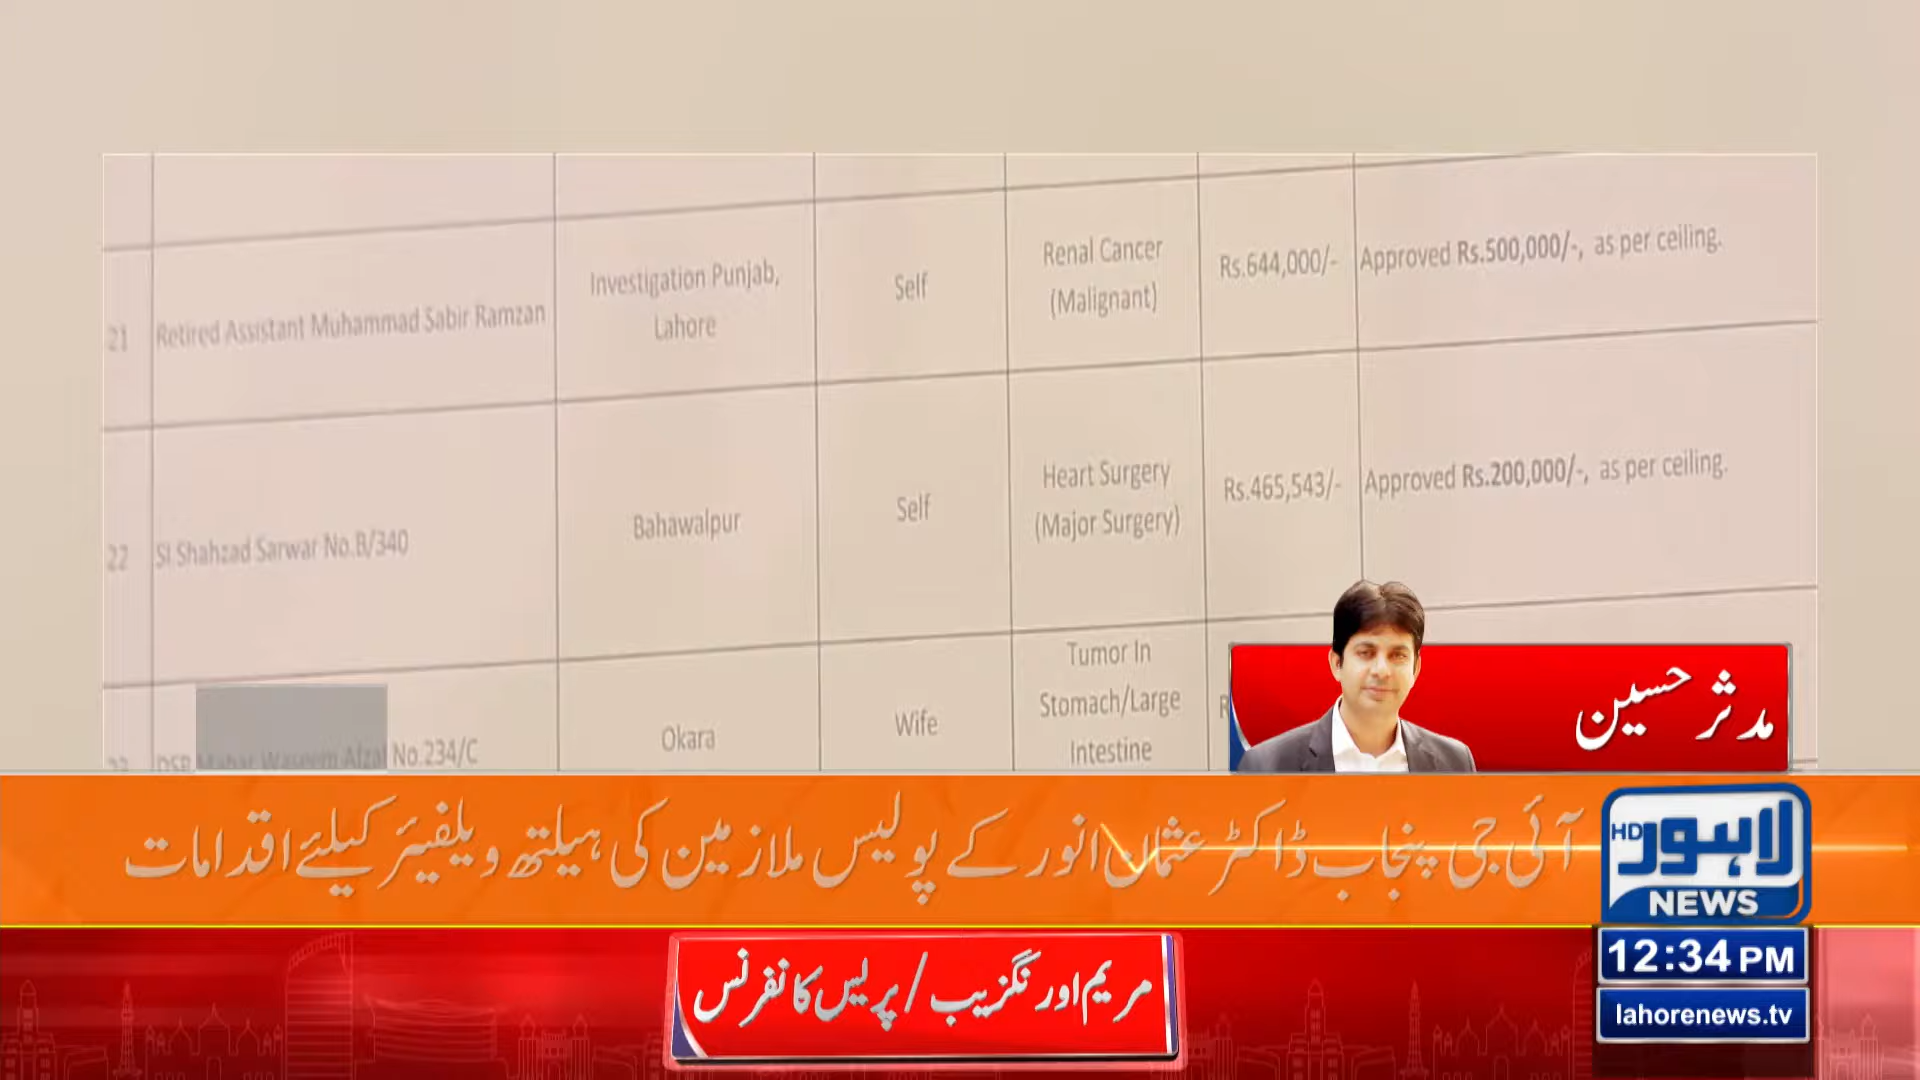 21 Retired Assistant Muhammad Sabir Ramzan
Investigation Punjab,
Lahore
Self
Renal Cancer
(Malignant)
Rs.644,000/-
Approved Rs.500,000/-, as per ceiling.
22 SI Shahzad Sarwar No.B/340
Bahawalpur
Self
Heart Surgery
(Major Surgery)
Rs.465,543/-
Approved Rs.200,000/-, as per ceiling.
Mahar Waseem Afzal No.234/C
Okara
Wife
Tumor In
Stomach/Large
Intestine
مدثر حسین
آئی جی پنجاب ڈاکٹر عثمان انور کے پولیس ملازمین کی ہیلتھ ویلفیئر کیلئے اقدامات
لاہور HD
NEWS
مریم اورنگزیب / پریس کانفرنس
12:34 PM
lahorenews.tv